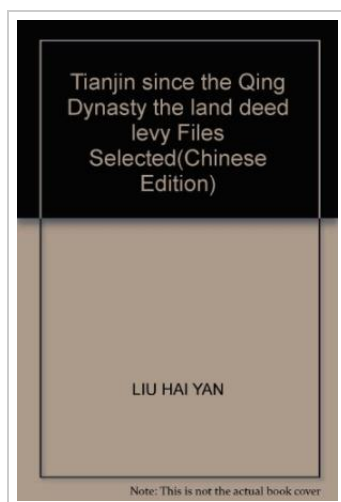 Tianjin since the Qing
Dynasty the land deed
levy Files
Selected(Chinese
Edition)
LIU HAI YAN
Note: This is not the actual book cover